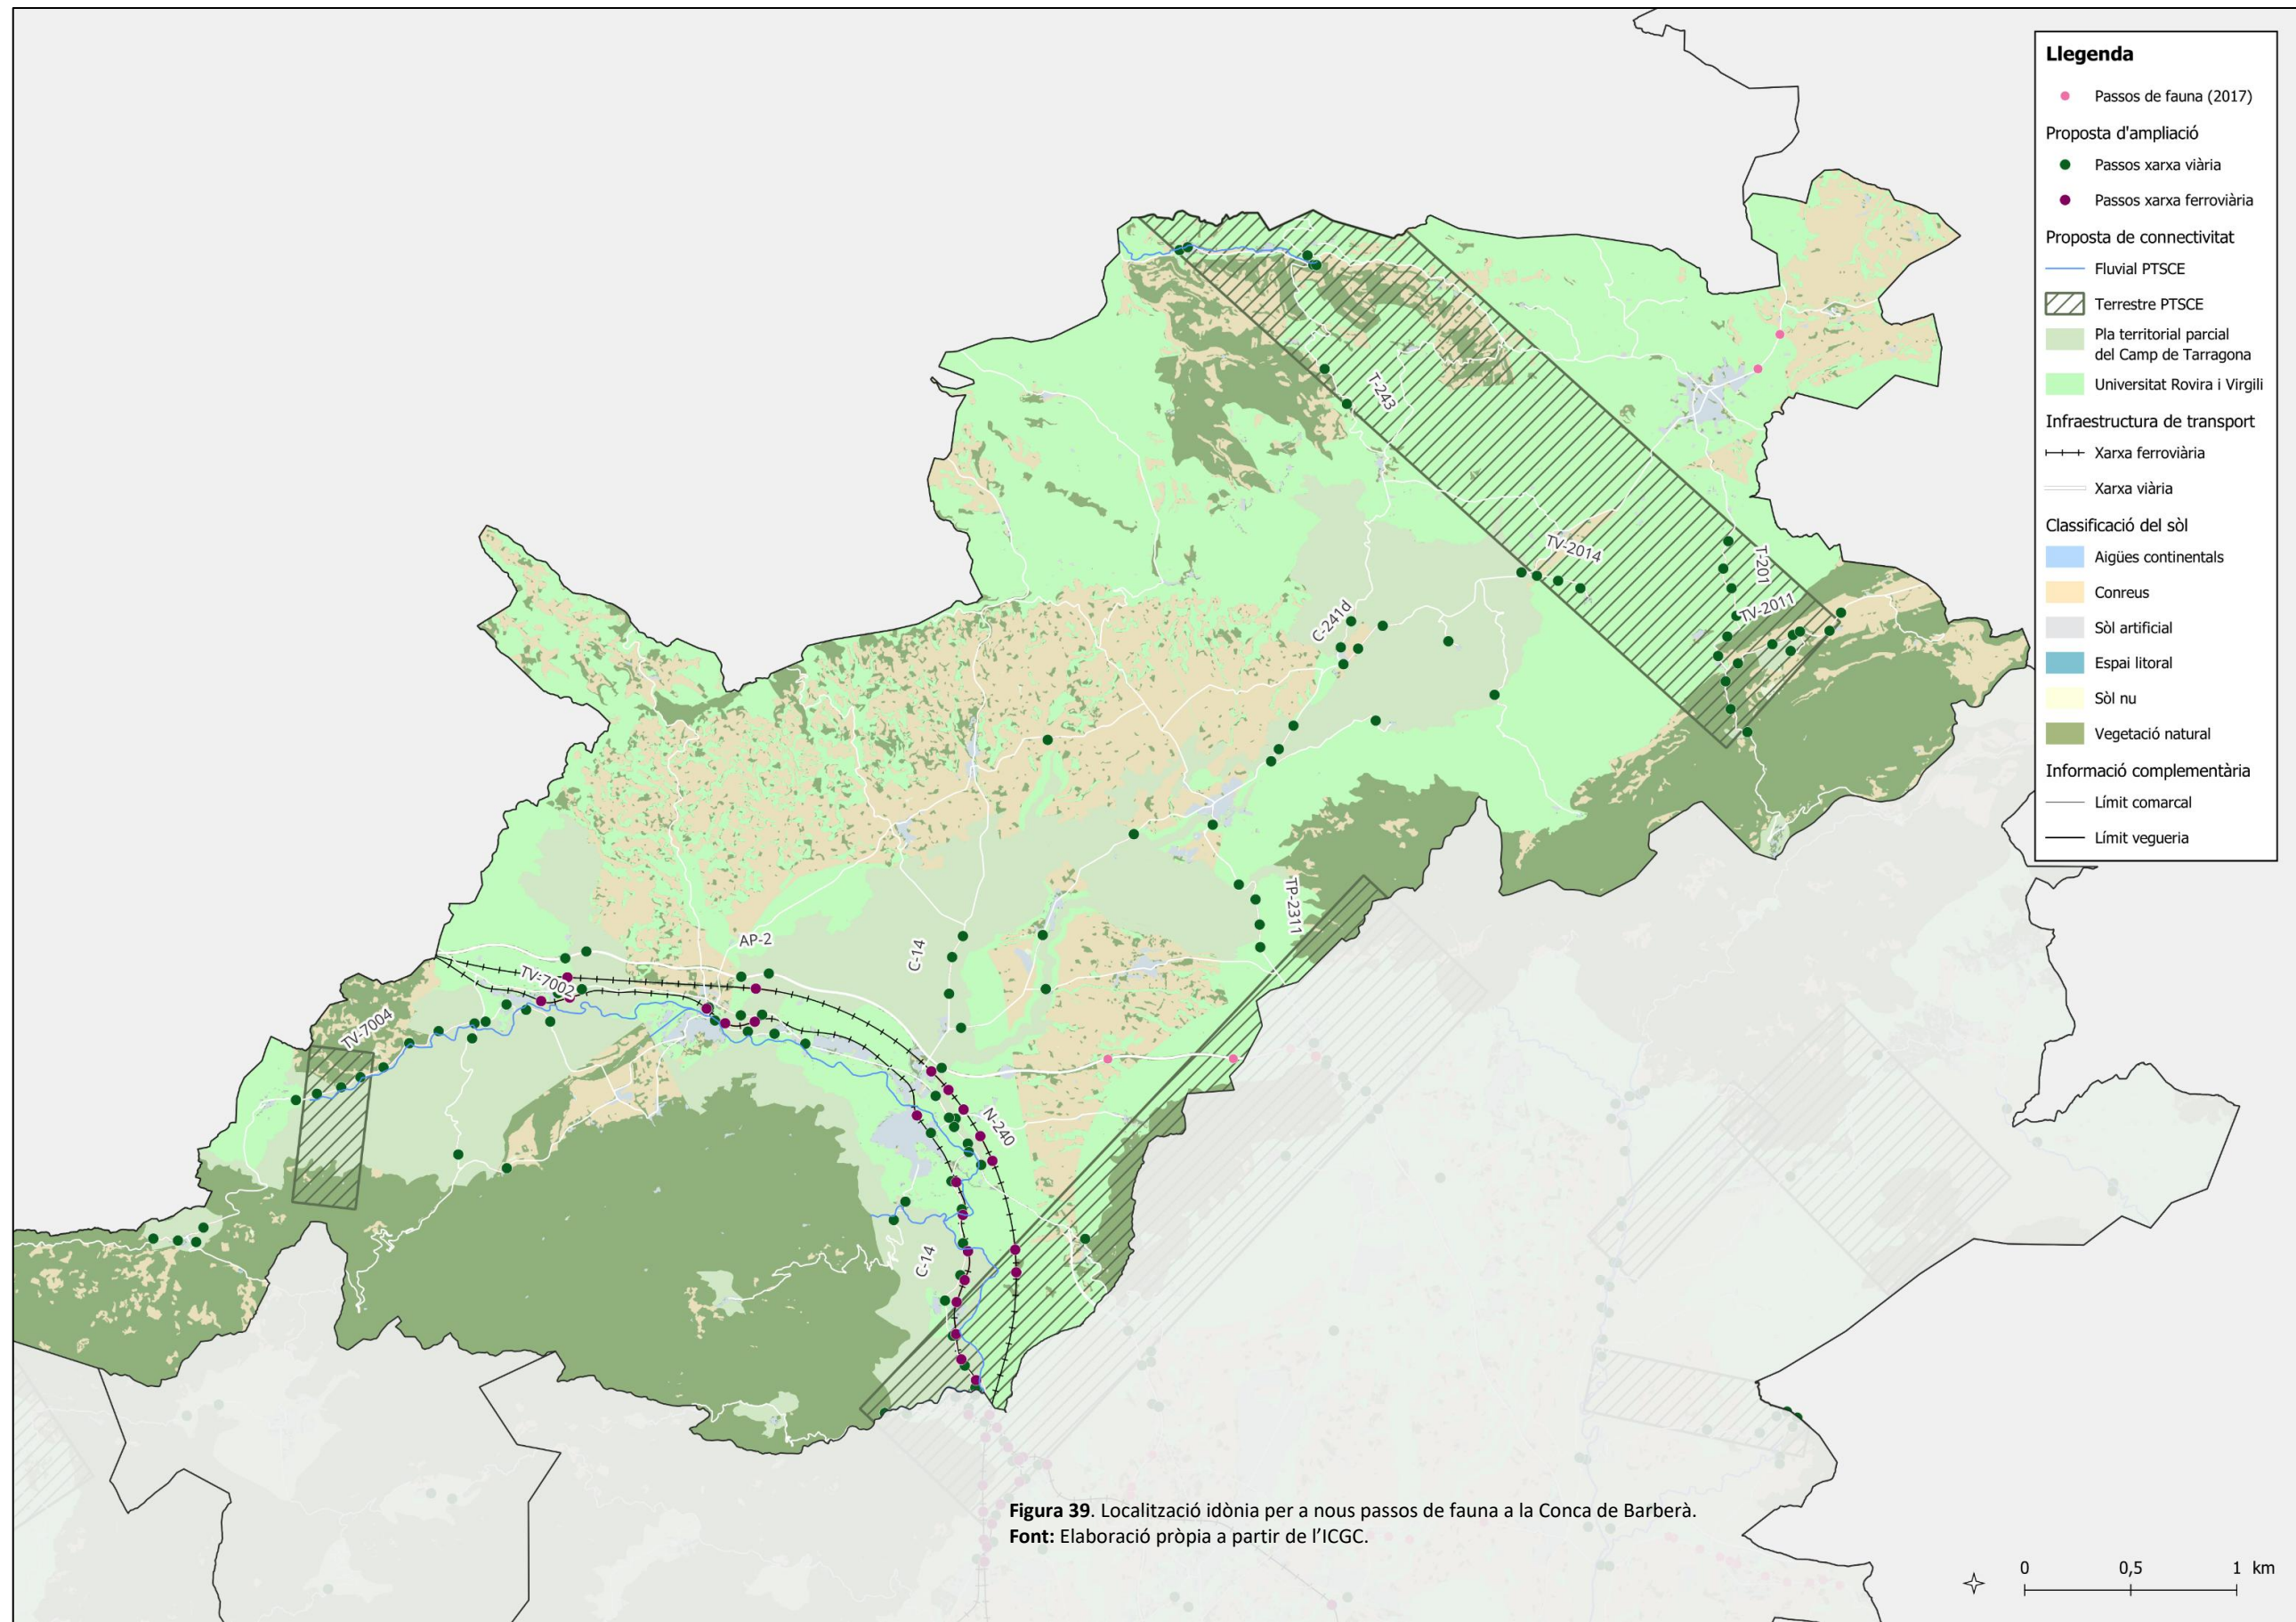 Llegenda
Passos de fauna (2017)
Proposta d'ampliació
Passos xarxa viària
Passos xarxa ferroviària
Proposta de connectivitat
Fluvial PTSCE
Terrestre PTSCE
Pla territorial parcial
del Camp de Tarragona
Universitat Rovira i Virgili
Infraestructura de transport
Xarxa ferroviària
Xarxa viària
Classificació del sòl
Aigües continentals
Conreus
Sòl artificial
Espai litoral
Sòl nu
Vegetació natural
Informació complementària
Límit comarcal
Límit vegueria
T-243
TV-2014
T-201
TV-2011
C-241d
TP-2311
AP-2
C-14
TV-7002
TV-7004
N-240
C-14
Figura 39. Localització idònia per a nous passos de fauna a la Conca de Barberà.
Font: Elaboració pròpia a partir de l’ICGC.
0 0,5 1 km